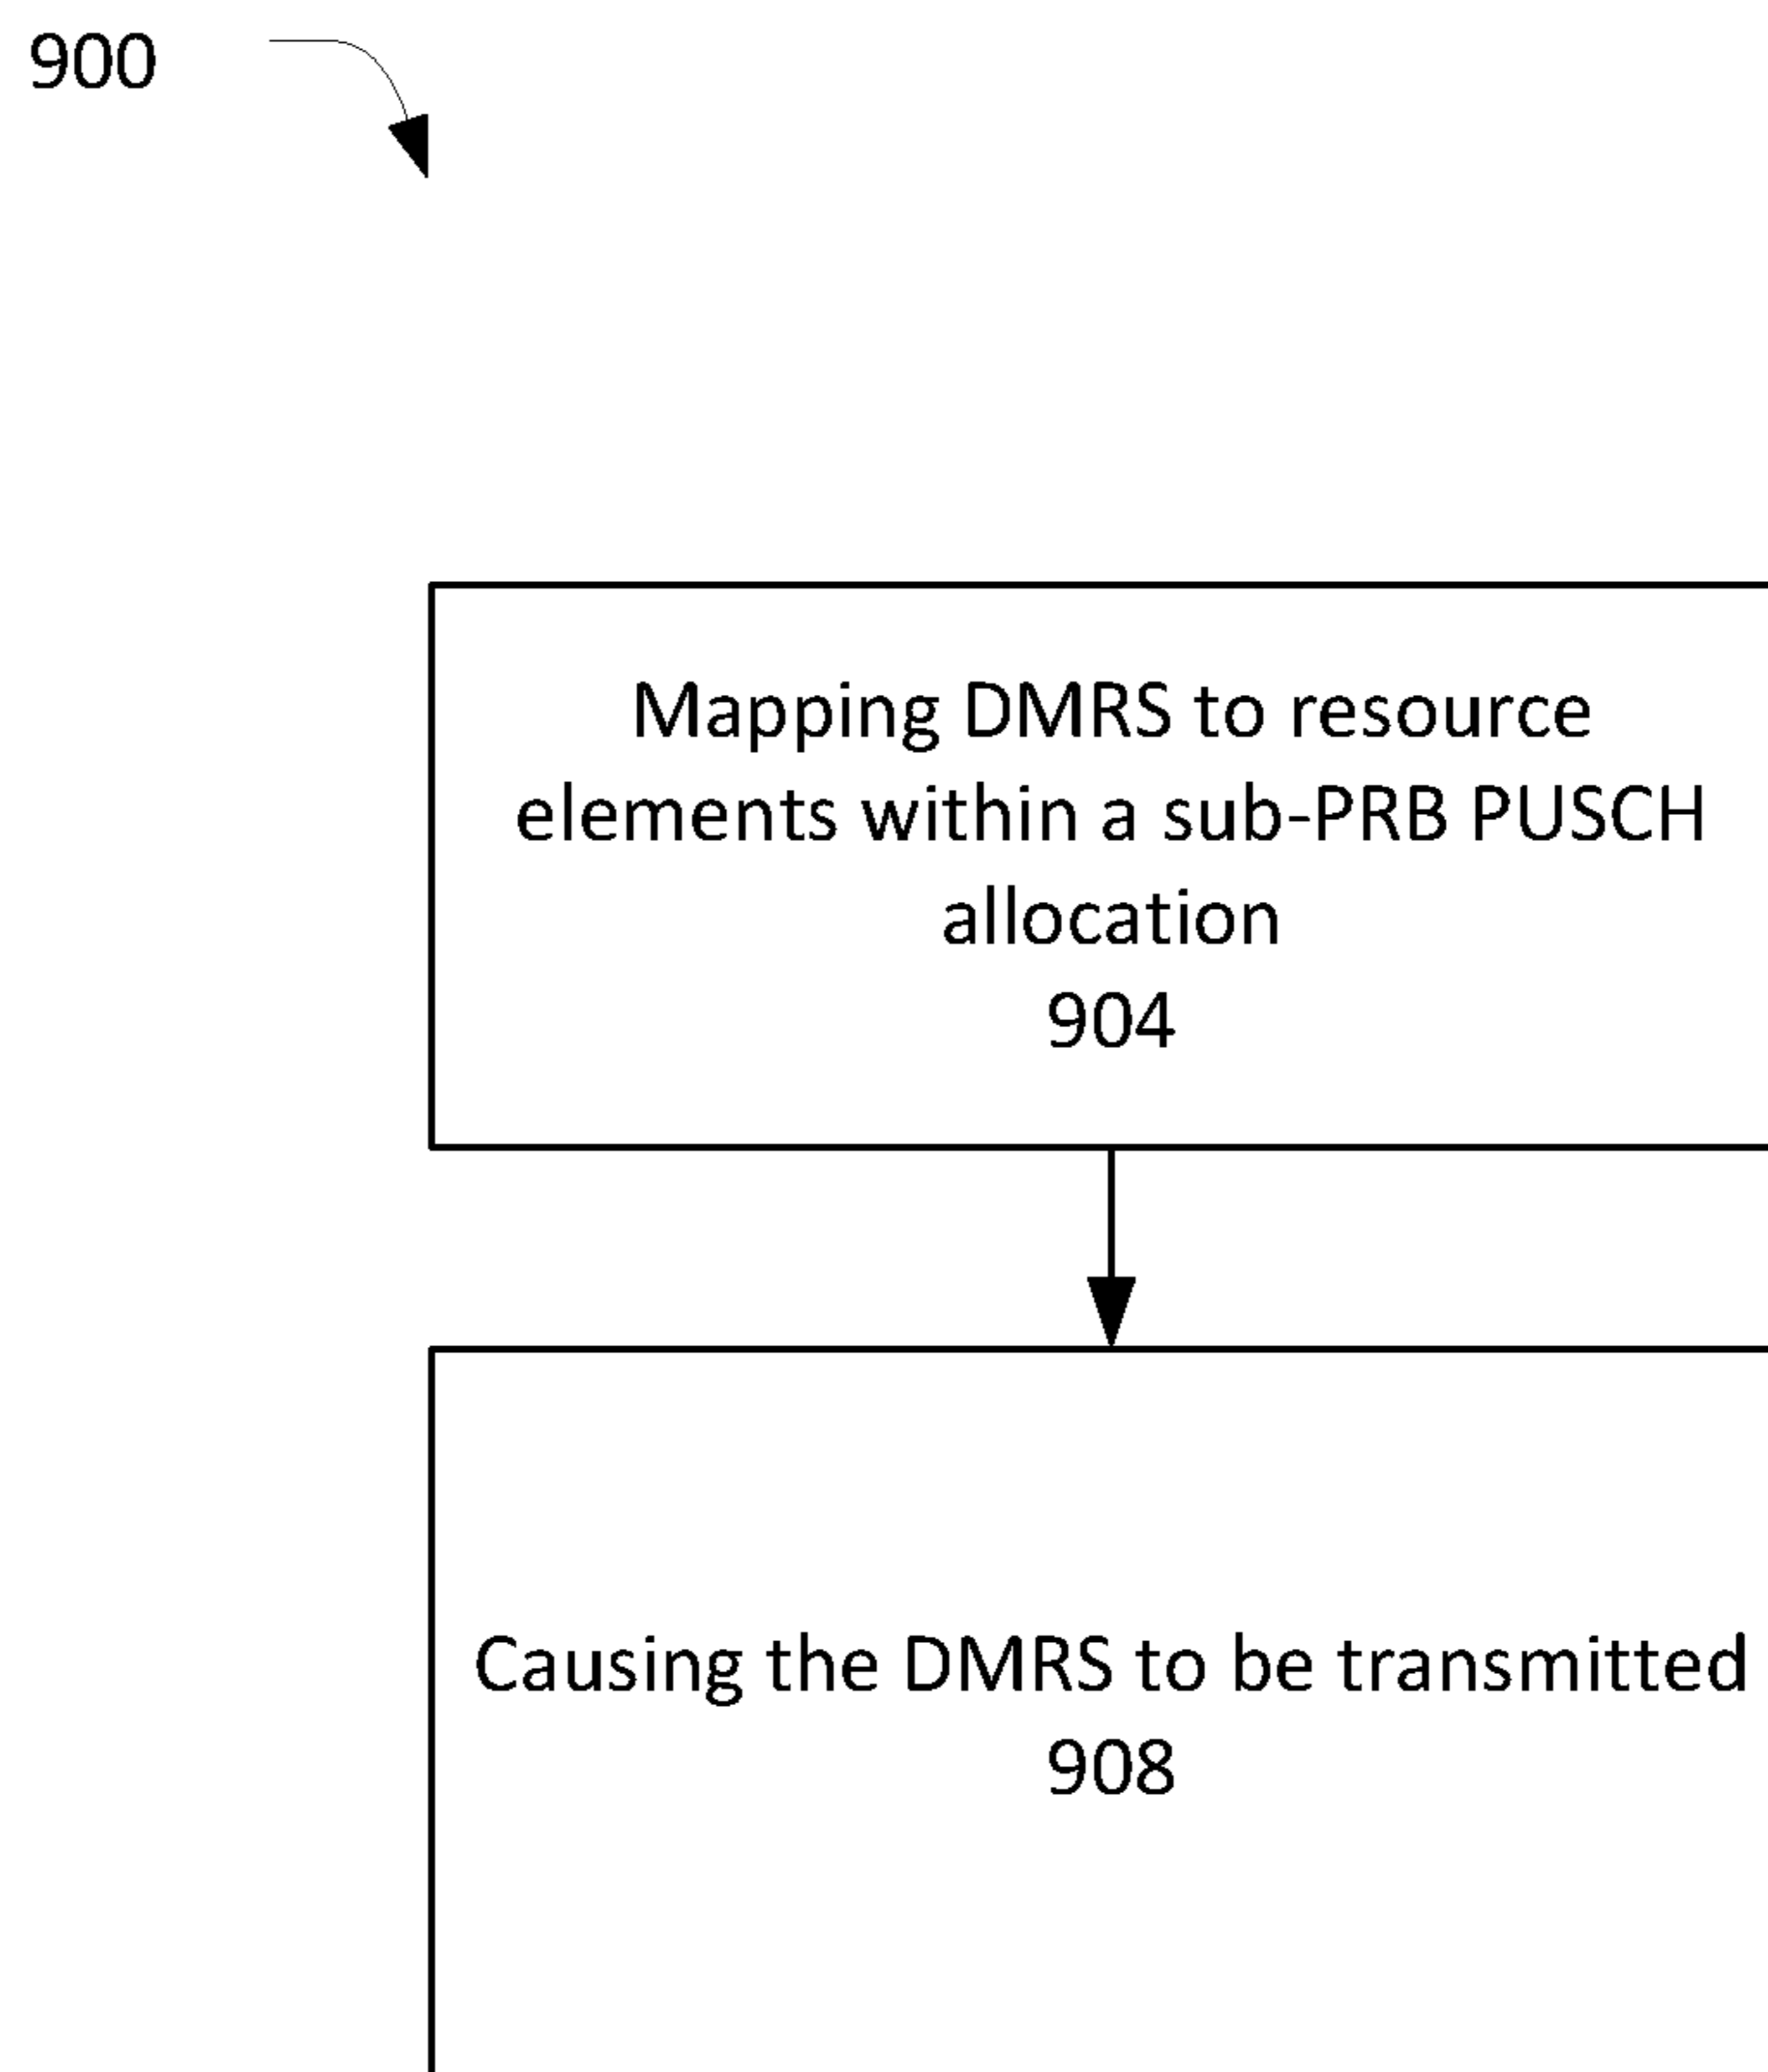 900
Mapping DMRS to resource
elements within a sub-PRB PUSCH
allocation
904
Causing the DMRS to be transmitted
908